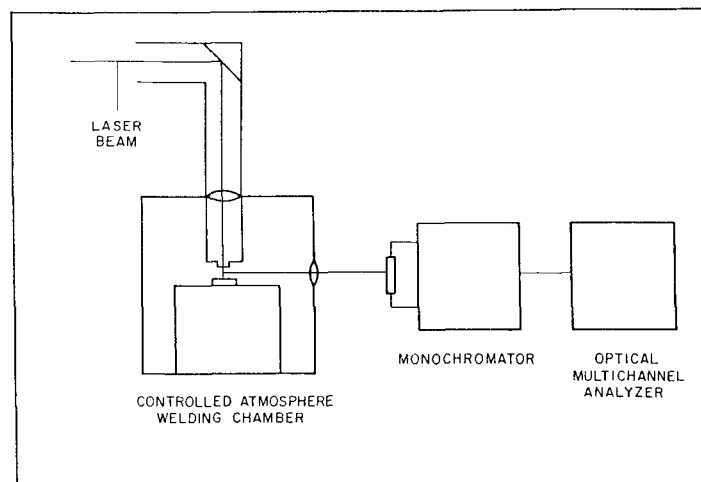 LASER
BEAM
CONTROLLED ATMOSPHERE
WELDING CHAMBER
MONOCHROMATOR
OPTICAL
MULTICHANNEL
ANALYZER